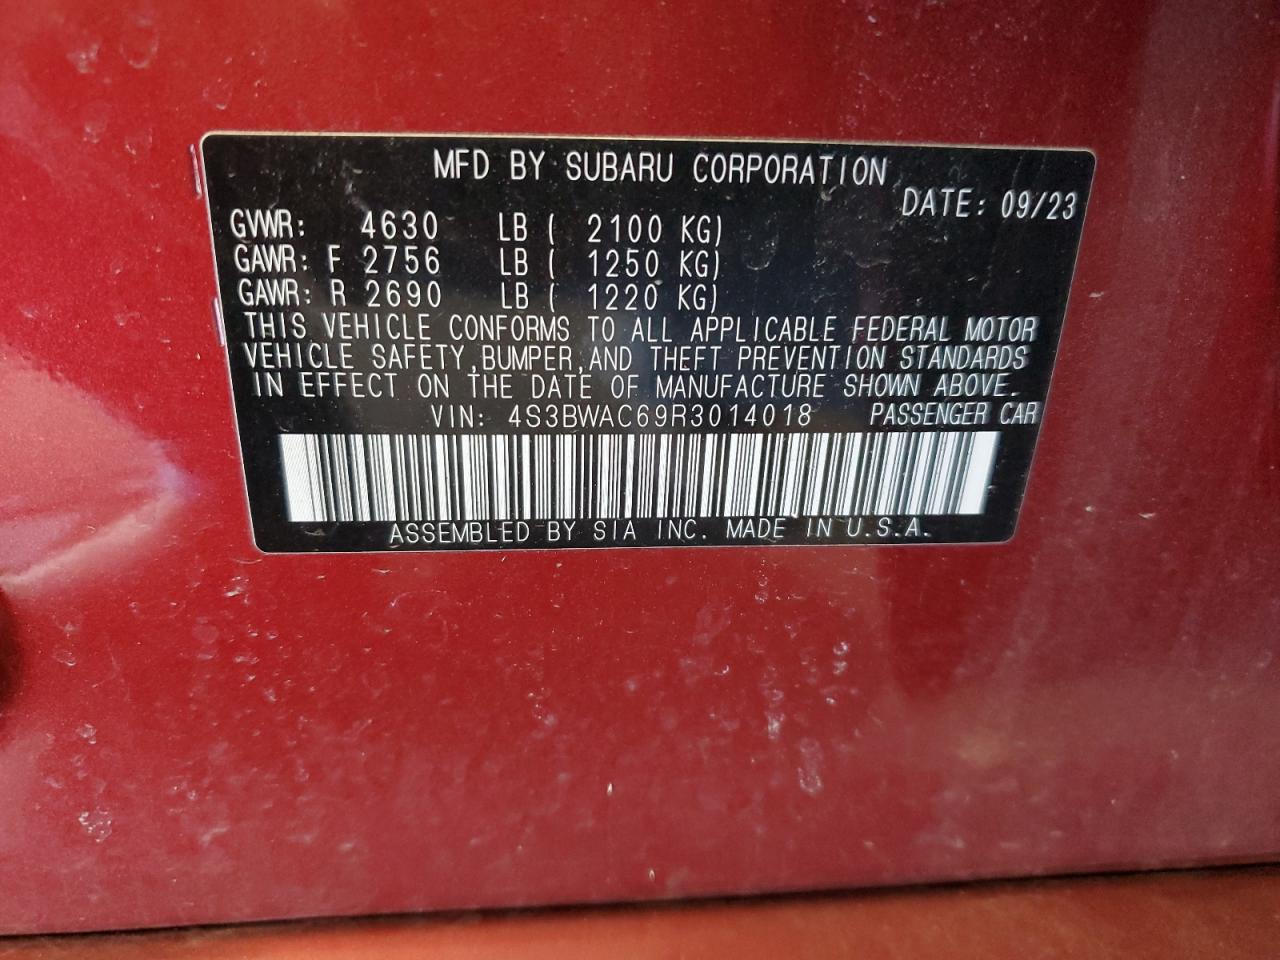 MFD BY SUBARU CORPORATION
DATE: 09/23
GVWR: 4630 LB ( 2100 KG)
GAWR: F 2756 LB ( 1250 KG)
GAWR: R 2690 LB ( 1220 KG)
THIS VEHICLE CONFORMS TO ALL APPLICABLE FEDERAL MOTOR
VEHICLE SAFETY,BUMPER,AND THEFT PREVENTION STANDARDS
IN EFFECT ON THE DATE OF MANUFACTURE SHOWN ABOVE.
VIN: 4S3BWAC69R3014018 PASSENGER CAR
ASSEMBLED BY SIA INC. MADE IN U.S.A.